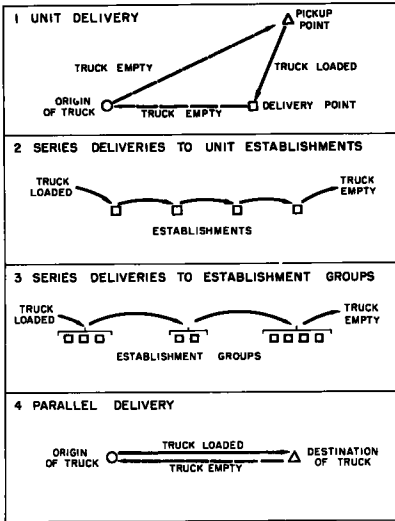 1 UNIT DELIVERY
PICKUP
POINT
TRUCK EMPTY
TRUCK LOADED
ORIGIN
OF TRUCK
TRUCK EMPTY
DELIVERY POINT
2 SERIES DELIVERIES TO UNIT ESTABLISHMENTS
TRUCK
LOADED
TRUCK
EMPTY
ESTABLISHMENTS
3 SERIES DELIVERIES TO ESTABLISHMENT GROUPS
TRUCK
LOADED
TRUCK
EMPTY
ESTABLISHMENT GROUPS
4 PARALLEL DELIVERY
ORIGIN
OF TRUCK
TRUCK LOADED
TRUCK EMPTY
DESTINATION
OF TRUCK